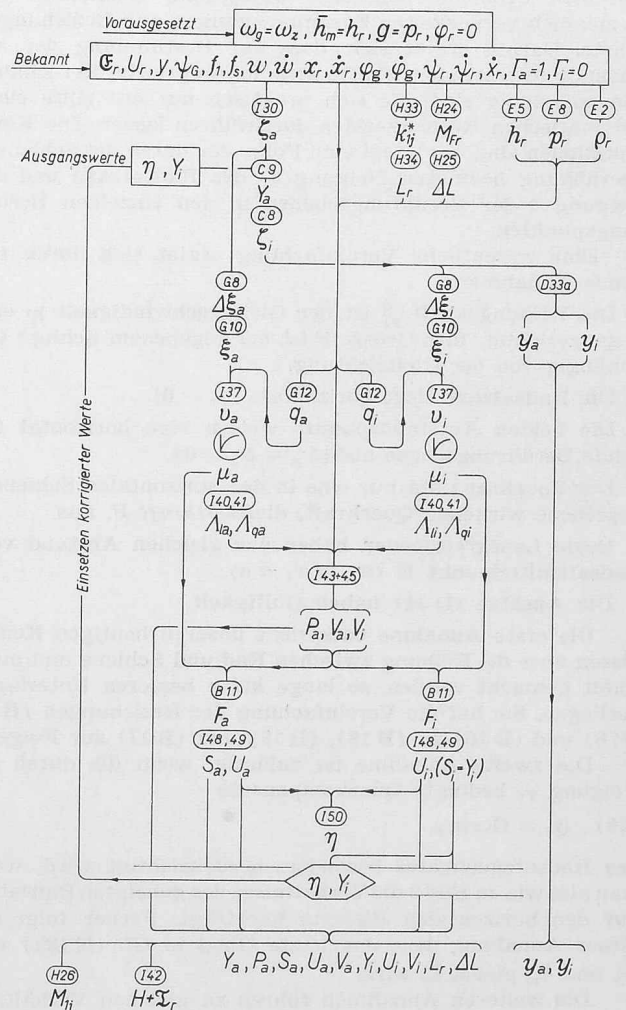 Vorausgesetzt ω_g=ω_z, h_m=h_r, g=p_r, φ_r=0
Bekannt 𝔈_r, U_r, y, ψ_G, f_1, f_s, w, ẇ, x_r, ẋ_r, φ_g, φ̇_g, ψ_r, ψ̇_r, ẋ_r, Γ_a=1, Γ_i=0
I30 H33 H24 E5 E8 E2
ζ_a k*_ij M_Fr h_r p_r ρ_r
Ausgangswerte η, Y_i
C9 H34 H25
Y_a L_r ΔL
C8
ζ_i
G8 G8 D33a
Δξ_a Δξ_i
G10 G10 y_a y_i
ξ_a ξ_i
I37 G12 G12 I37
υ_a q_a q_i υ_i
μ_a μ_i
I40,41 I40,41
Λ_la, Λ_qa Λ_li, Λ_qi
Einsetzen korrigierter Werte
I43+45
P_a, V_a, V_i
B11 B11
F_a F_i
I48,49 I48,49
S_a, U_a U_i, (S_i=Y_i)
I50
η
η, Y_i
H26 I42 Y_a, P_a, S_a, U_a, V_a, Y_i, U_i, V_i, L_r, ΔL y_a, y_i
M_1j H+𝔗_r